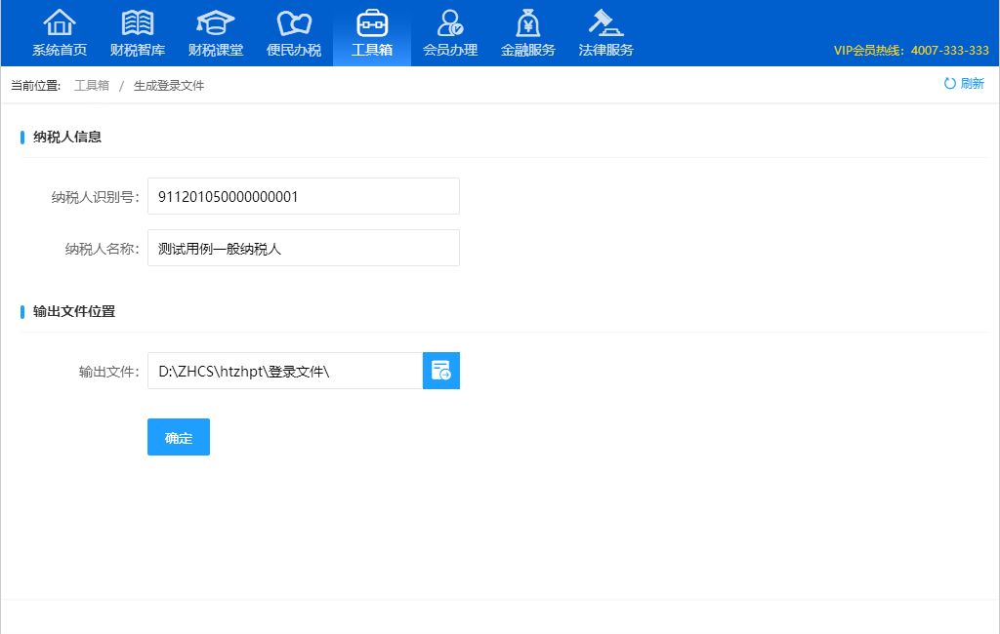 系统首页 财税智库 财税课堂 便民办税 工具箱 会员办理 金融服务 法律服务 VIP会员热线：4007-333-333
当前位置: 工具箱 / 生成登录文件 刷新
纳税人信息
纳税人识别号： 911201050000000001
纳税人名称： 测试用例一般纳税人
输出文件位置
输出文件： D:\ZHCS\htzhpt\登录文件\
确定